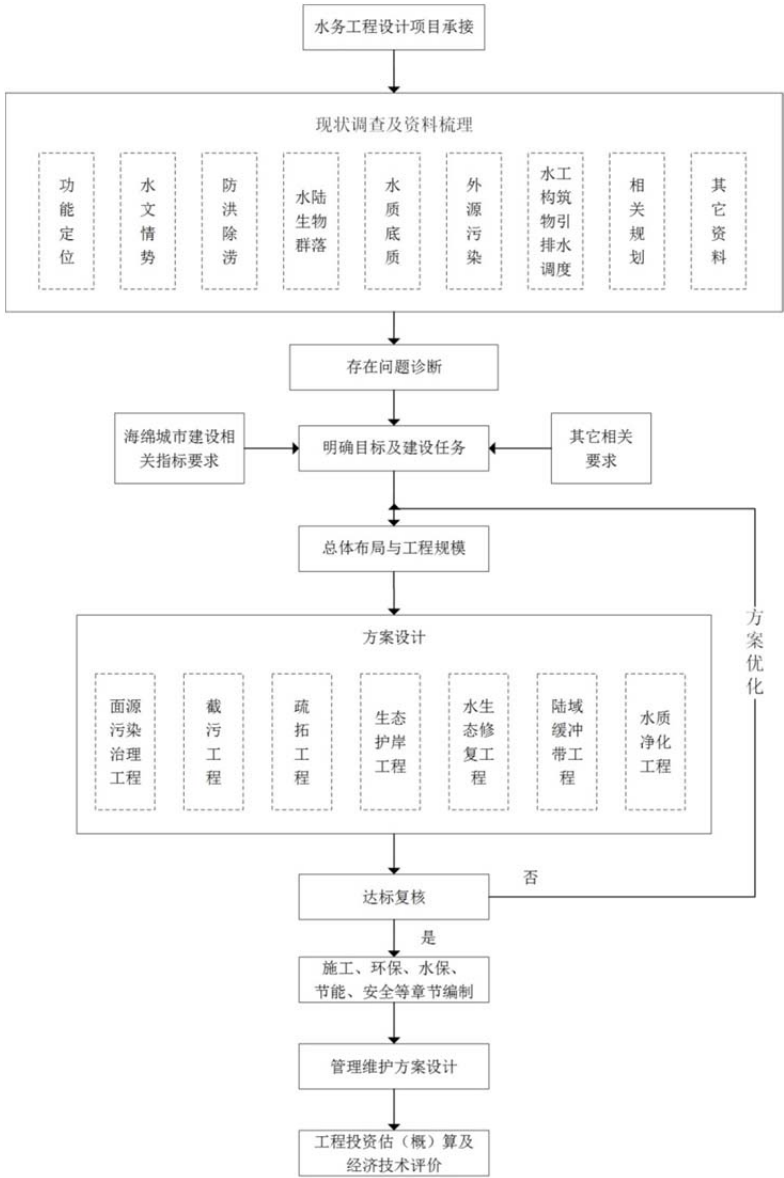 水务工程设计项目承接
现状调查及资料梳理
功能定位
水文情势
防洪除涝
水陆
生物
群落
水质底质
外源污染
水工
构筑
物引
排水
调度
相关规划
其它资料
存在问题诊断
海绵城市建设相
关指标要求
明确目标及建设任务
其它相关
要求
总体布局与工程规模
方案优化
方案设计
面源
污染
治理
工程
截污工程
疏拓工程
生态
护岸
工程
水生
态修
复工
程
陆域
缓冲
带工
程
水质
净化
工程
达标复核
否
是
施工、环保、水保、
节能、安全等章节编制
管理维护方案设计
工程投资估（概）算及
经济技术评价